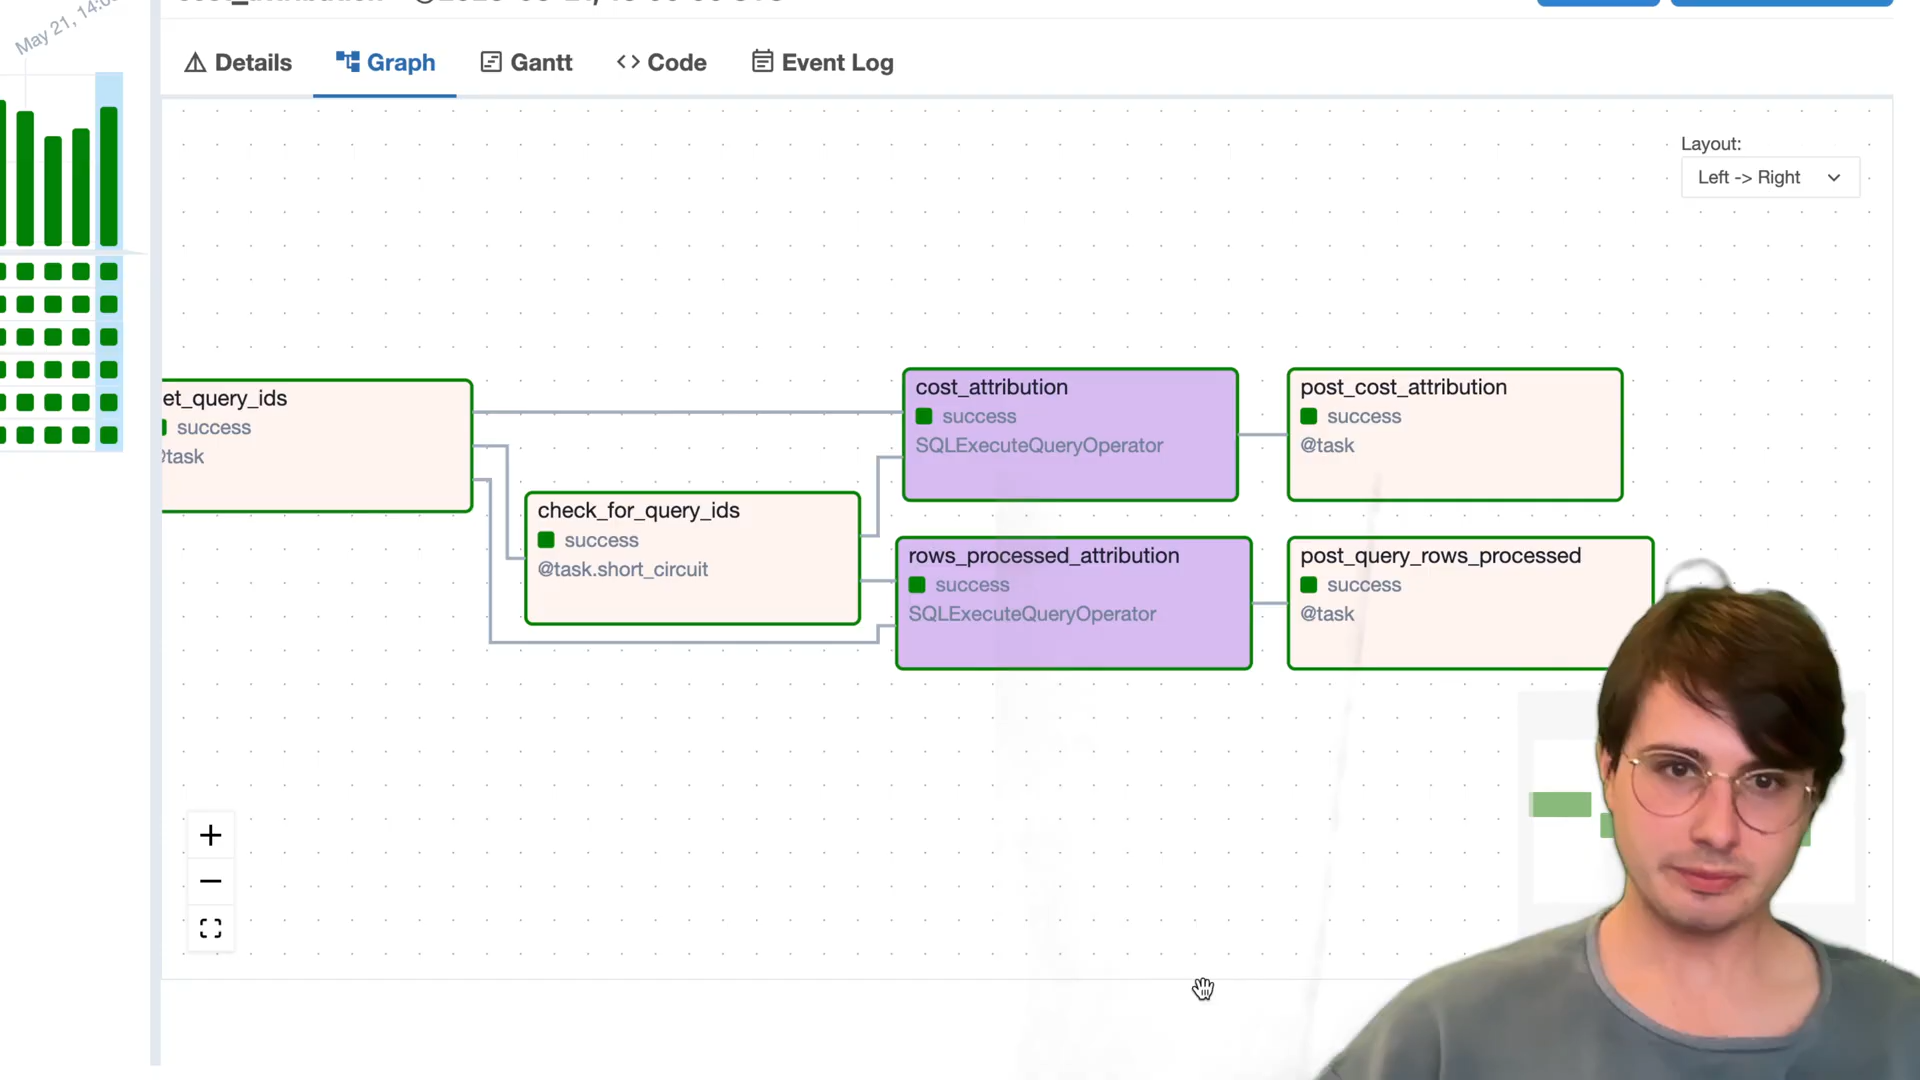 May 21, 14:0
Details
Graph
Gantt
Code
Event Log
Layout:
Left -> Right
et_query_ids
success
@task
check_for_query_ids
success
@task.short_circuit
cost_attribution
success
SQLExecuteQueryOperator
post_cost_attribution
success
@task
rows_processed_attribution
success
SQLExecuteQueryOperator
post_query_rows_processed
success
@task